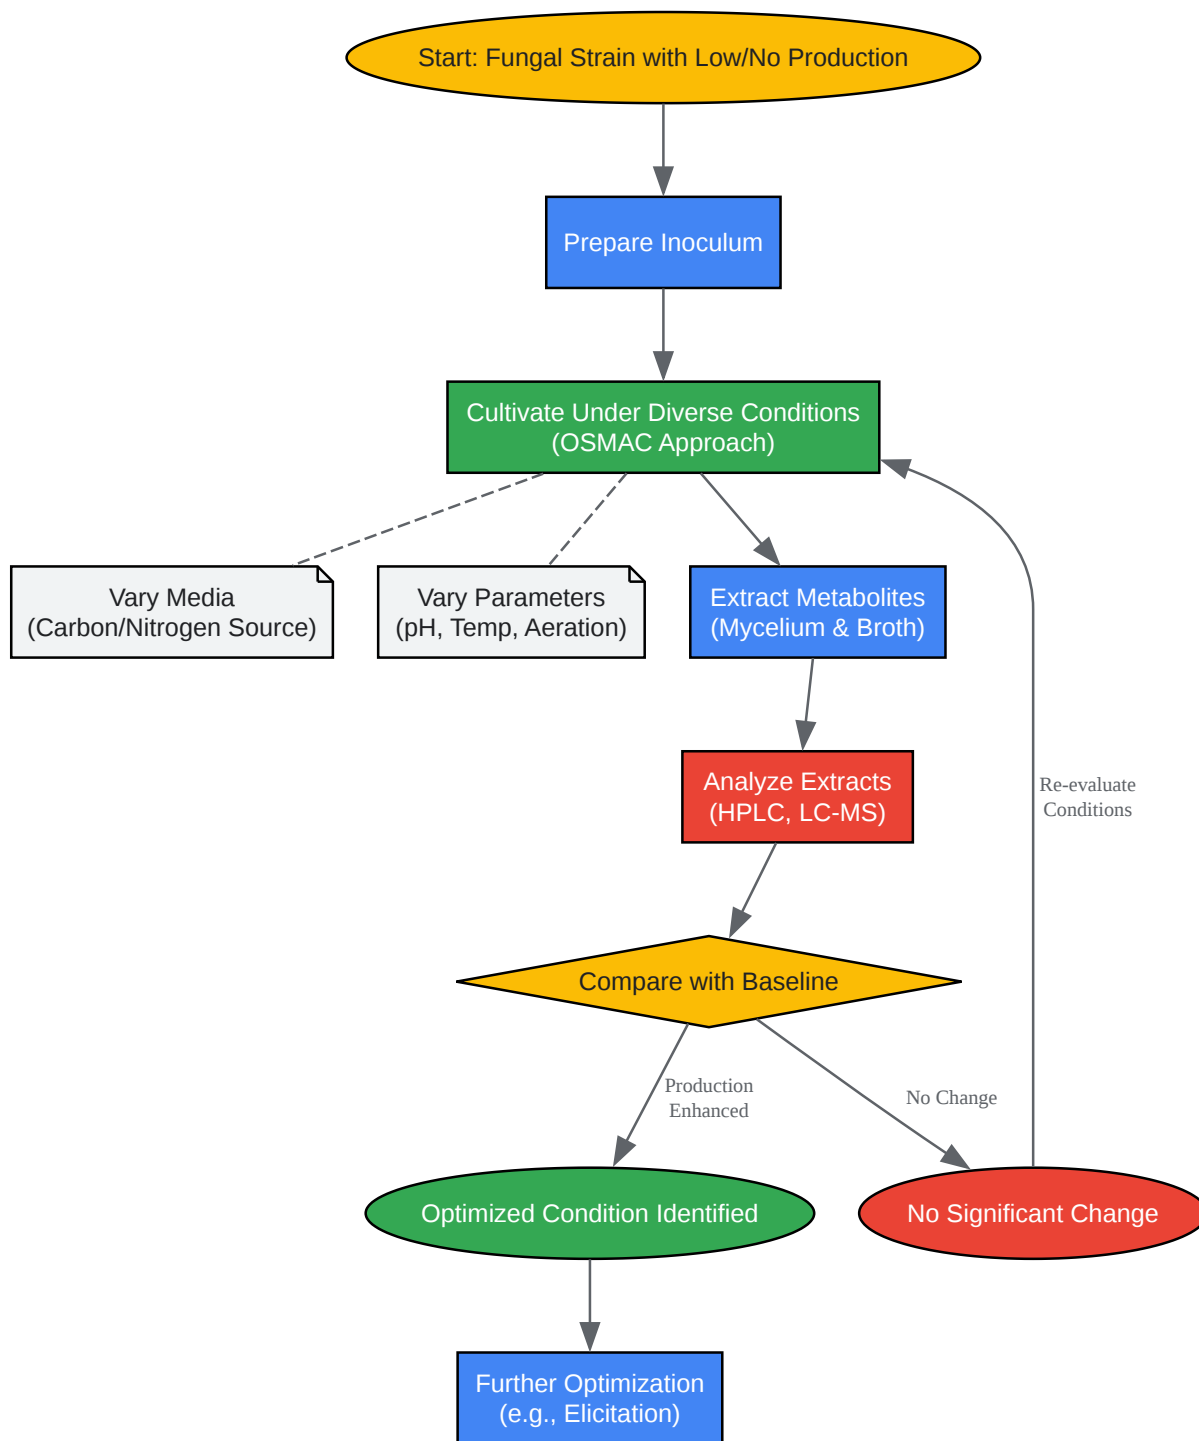 Start: Fungal Strain with Low/No Production
Prepare Inoculum
Cultivate Under Diverse Conditions
(OSMAC Approach)
Vary Media
(Carbon/Nitrogen Source)
Vary Parameters
(pH, Temp, Aeration)
Extract Metabolites
(Mycelium & Broth)
Analyze Extracts
(HPLC, LC-MS)
Re-evaluate
Conditions
Compare with Baseline
Production
Enhanced
No Change
Optimized Condition Identified
No Significant Change
Further Optimization
(e.g., Elicitation)